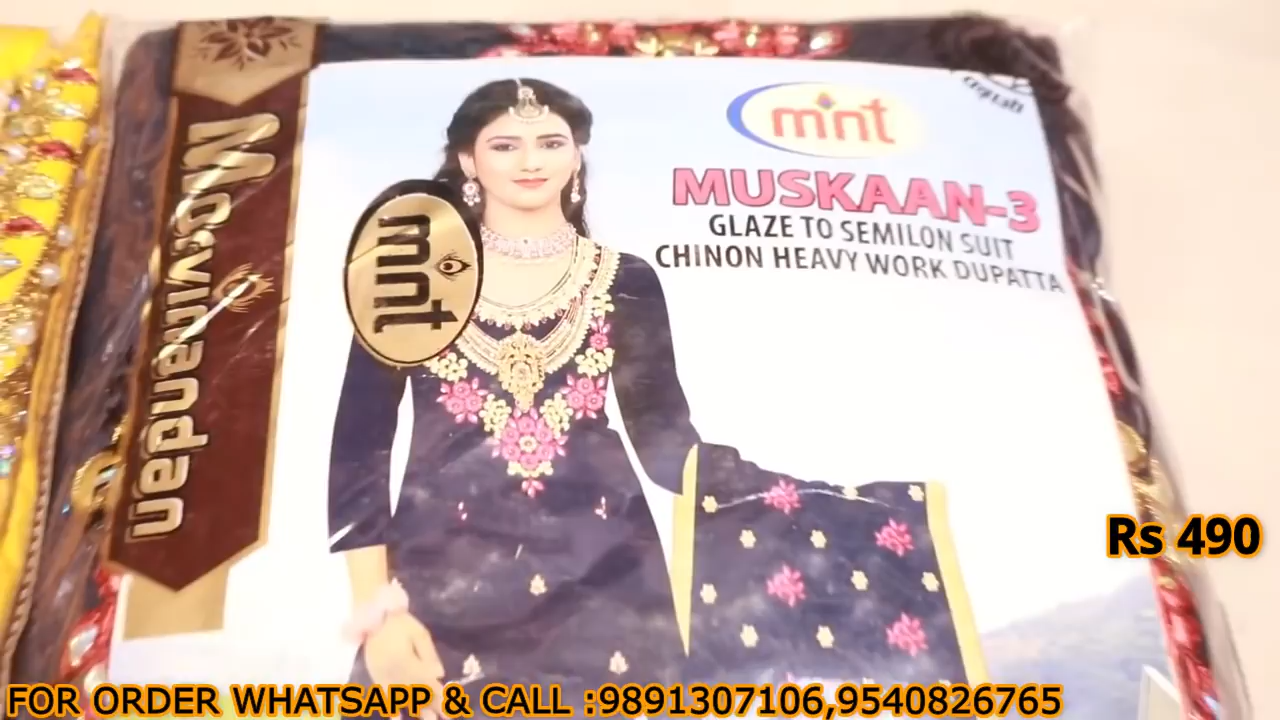 Meovinandan
mnt
mnt
MUSKAAN-3
GLAZE TO SEMILON SUIT
CHINON HEAVY WORK DUPATTA
Rs 490
FOR ORDER WHATSAPP & CALL :9891307106,9540826765